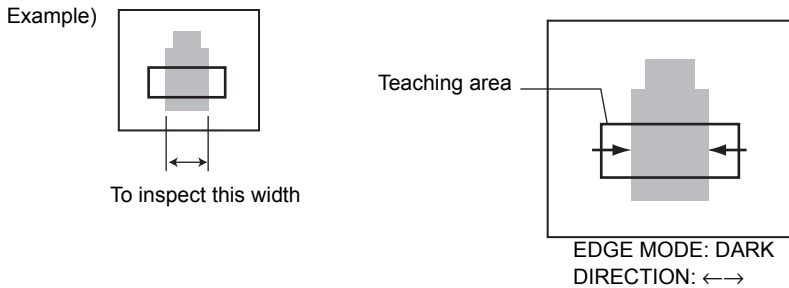 Example)
To inspect this width
Teaching area
EDGE MODE: DARK
DIRECTION: ←→